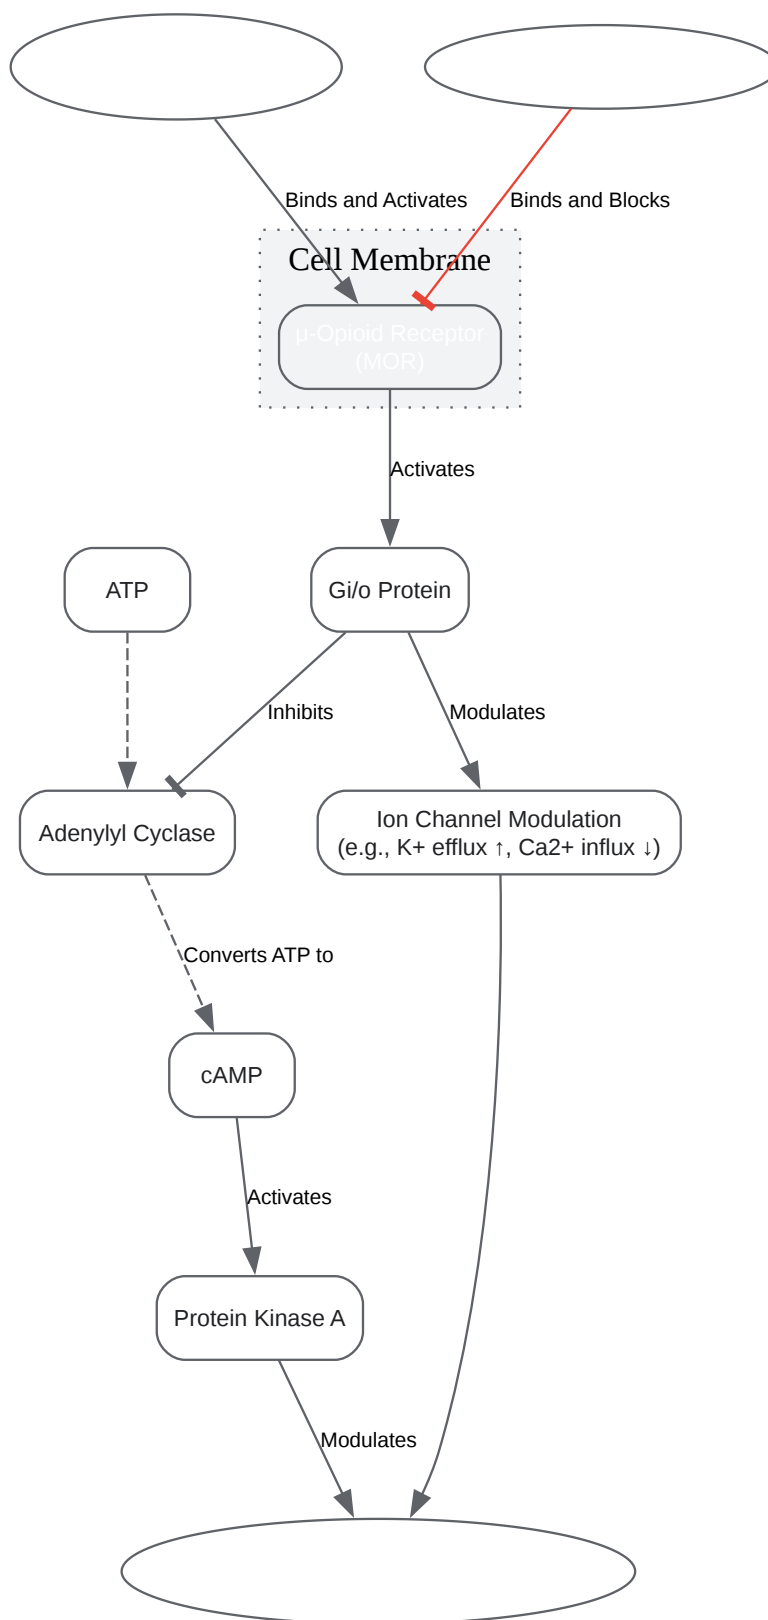 Binds and Activates
Binds and Blocks
Cell Membrane
μ-Opioid Receptor
(MOR)
Activates
ATP
Gi/o Protein
Inhibits
Modulates
Adenylyl Cyclase
Ion Channel Modulation
(e.g., K+ efflux ↑, Ca2+ influx ↓)
Converts ATP to
cAMP
Activates
Protein Kinase A
Modulates